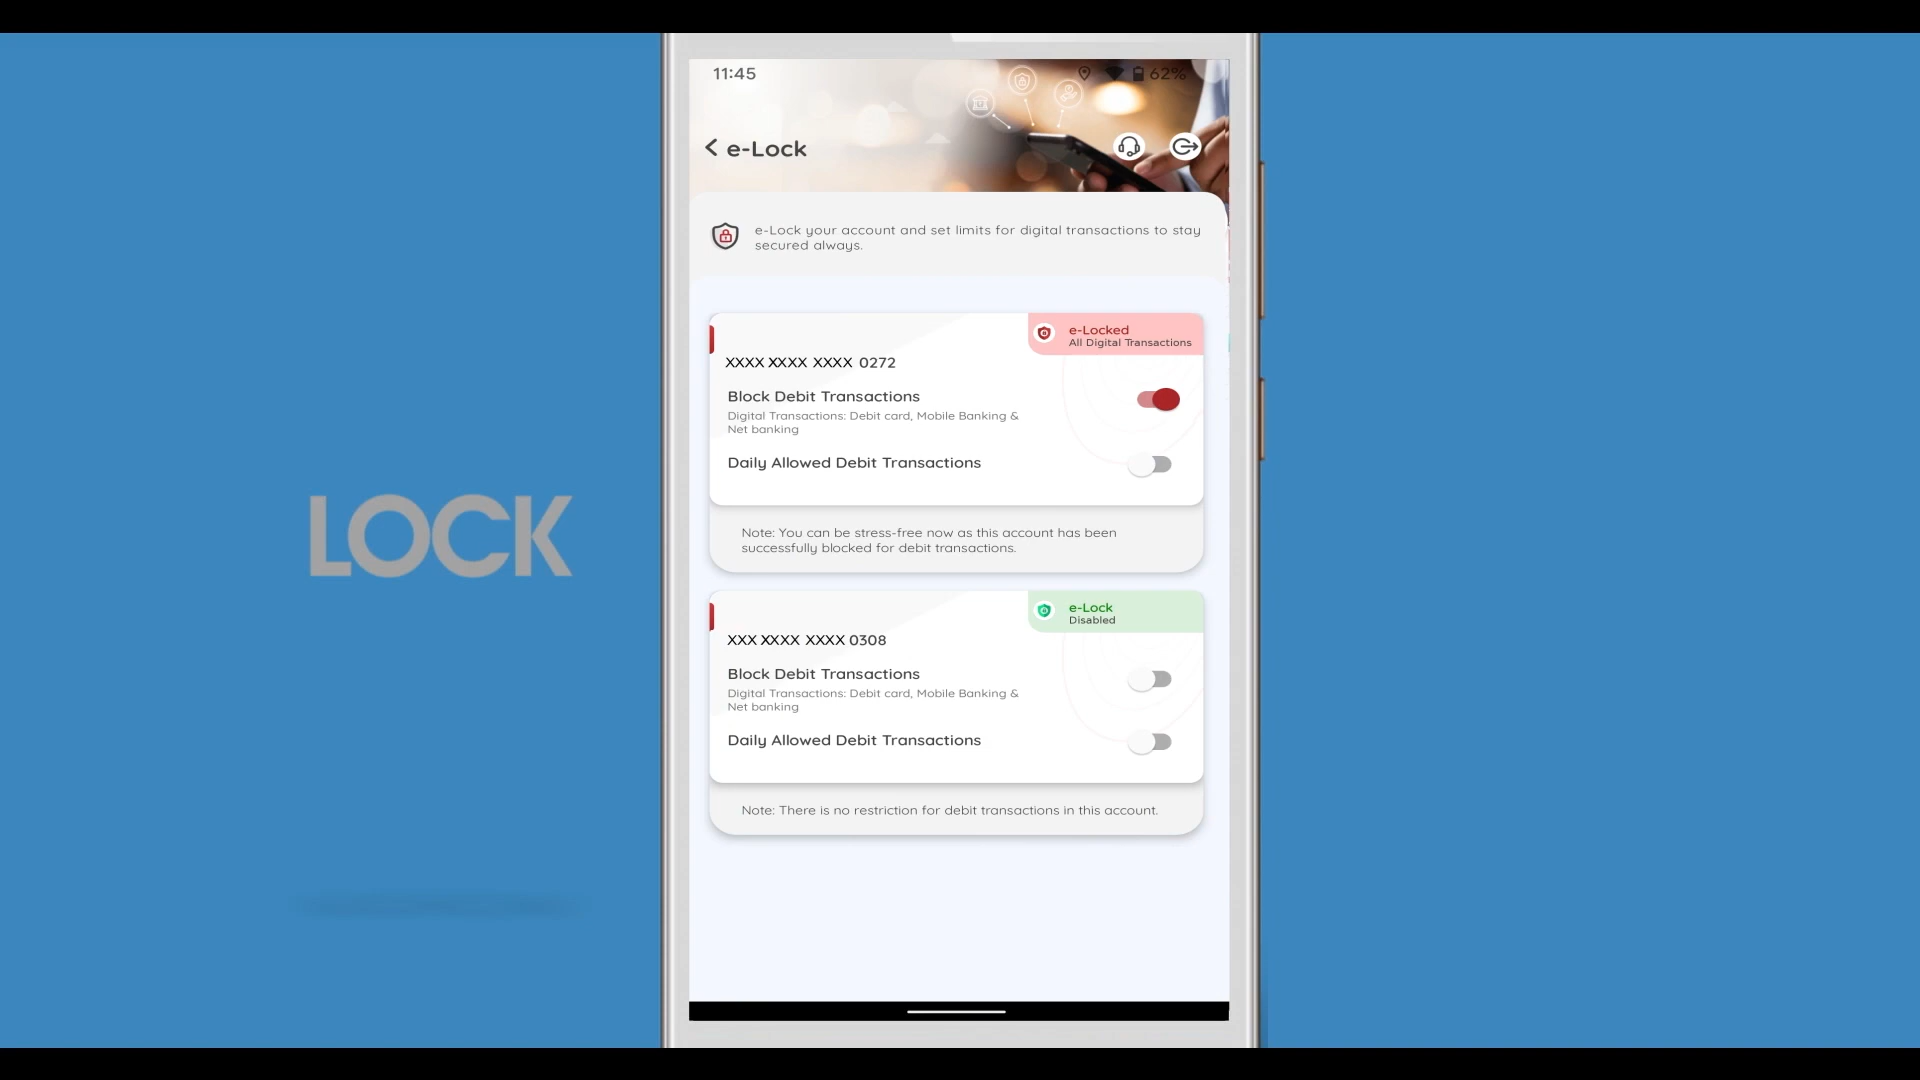 11:45
62%
e-Lock
e-Lock your account and set limits for digital transactions to stay
secured always.
e-Locked
All Digital Transactions
XXXX XXXX XXXX 0272
Block Debit Transactions
Digital Transactions: Debit card, Mobile Banking &
Net banking
Daily Allowed Debit Transactions
Note: You can be stress-free now as this account has been
successfully blocked for debit transactions.
LOCK
e-Lock
Disabled
XXX XXXX XXXX 0308
Block Debit Transactions
Digital Transactions: Debit card, Mobile Banking &
Net banking
Daily Allowed Debit Transactions
Note: There is no restriction for debit transactions in this account.